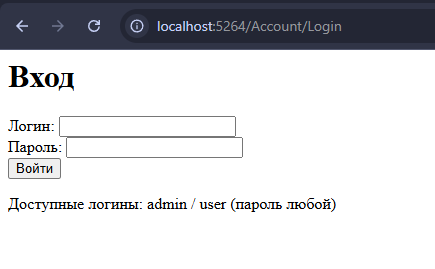 localhost:5264/Account/Login
Вход
Логин:
Пароль:
Войти
Доступные логины: admin / user (пароль любой)